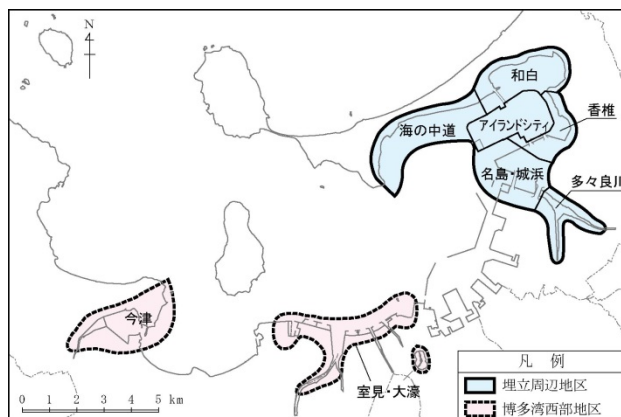 N
和白
海の中道
アイランドシティ
香椎
名島・城浜
多々良川
今津
室見・大濠
0 1 2 3 4 5 km
凡 例
埋立周辺地区
博多湾西部地区